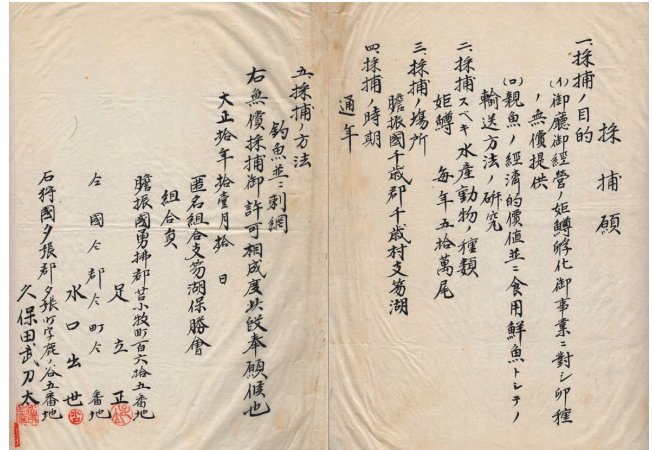 採捕願
一、採捕ノ目的
(イ)御廳御経営ノ姫鱒孵化御事業ニ對シ卵種
ノ無償提供
(ロ)親魚ノ經済的價値並ニ食用鮮魚トシテノ
輸送方法ノ研究
二、採捕スベキ水産動物ノ種類
姫鱒 毎年五拾萬尾
三、採捕ノ場所
膽振國千歳郡千歳村支笏湖
四、採捕ノ時期
通年
五、採捕ノ方法
釣魚並ニ刺網
右無償採捕御許可相成度此段奉願候也
大正拾年拾壹月拾 日
匿名組合支笏湖保勝會
組合員
膽振國勇拂郡苫小牧町百六拾五番地
足立正
仝國仝郡仝町仝 番地
水口出世
石狩國夕張郡夕張町字鹿ノ谷五番地
久保田武刀太